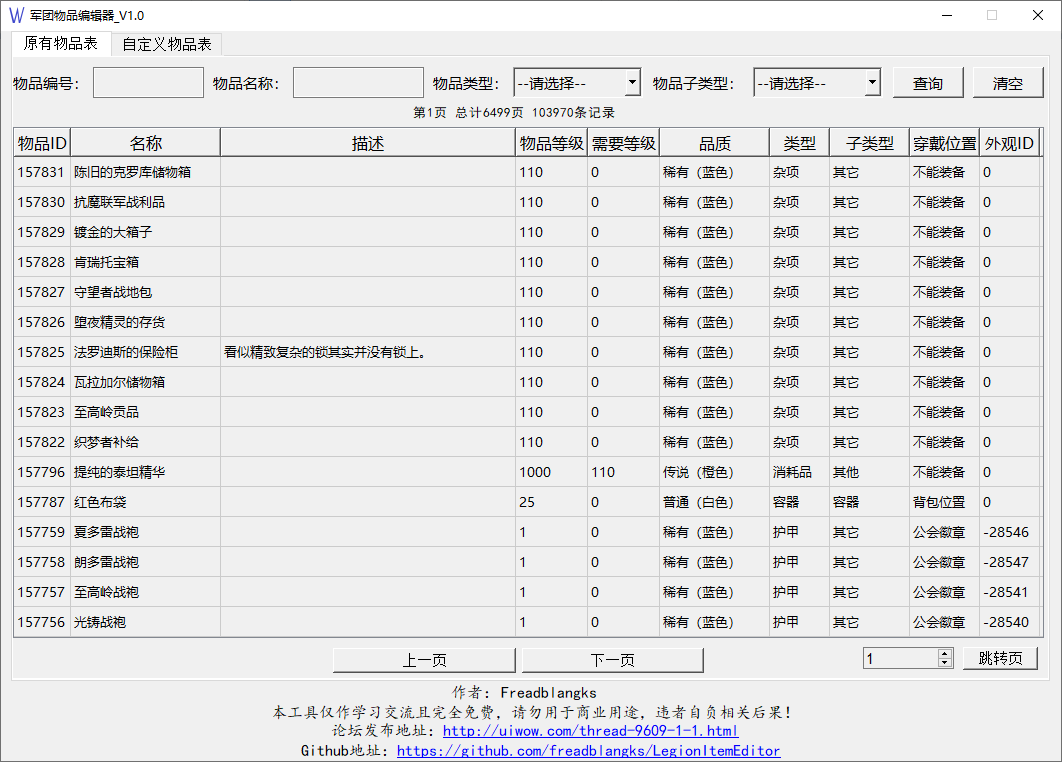 军团物品编辑器_V1.0
原有物品表 自定义物品表
物品编号： 物品名称： 物品类型： --请选择-- 物品子类型： --请选择-- 查询 清空
第1页 总计6499页 103970条记录
物品ID 名称 描述 物品等级 需要等级 品质 类型 子类型 穿戴位置 外观ID
157831 陈旧的克罗库储物箱 110 0 稀有（蓝色） 杂项 其它 不能装备 0
157830 抗魔联军战利品 110 0 稀有（蓝色） 杂项 其它 不能装备 0
157829 镀金的大箱子 110 0 稀有（蓝色） 杂项 其它 不能装备 0
157828 肯瑞托宝箱 110 0 稀有（蓝色） 杂项 其它 不能装备 0
157827 守望者战地包 110 0 稀有（蓝色） 杂项 其它 不能装备 0
157826 堕夜精灵的存货 110 0 稀有（蓝色） 杂项 其它 不能装备 0
157825 法罗迪斯的保险柜 看似精致复杂的锁其实并没有锁上。 110 0 稀有（蓝色） 杂项 其它 不能装备 0
157824 瓦拉加尔储物箱 110 0 稀有（蓝色） 杂项 其它 不能装备 0
157823 至高岭贡品 110 0 稀有（蓝色） 杂项 其它 不能装备 0
157822 织梦者补给 110 0 稀有（蓝色） 杂项 其它 不能装备 0
157796 提纯的泰坦精华 1000 110 传说（橙色） 消耗品 其他 不能装备 0
157787 红色布袋 25 0 普通（白色） 容器 容器 背包位置 0
157759 夏多雷战袍 1 0 稀有（蓝色） 护甲 其它 公会徽章 -28546
157758 朗多雷战袍 1 0 稀有（蓝色） 护甲 其它 公会徽章 -28547
157757 至高岭战袍 1 0 稀有（蓝色） 护甲 其它 公会徽章 -28541
157756 光铸战袍 1 0 稀有（蓝色） 护甲 其它 公会徽章 -28540
上一页 下一页 1 跳转页
作者：Freadblangks
本工具仅作学习交流且完全免费，请勿用于商业用途，违者自负相关后果！
论坛发布地址：http://uiwow.com/thread-9609-1-1.html
Github地址：https://github.com/freadblangks/LegionItemEditor